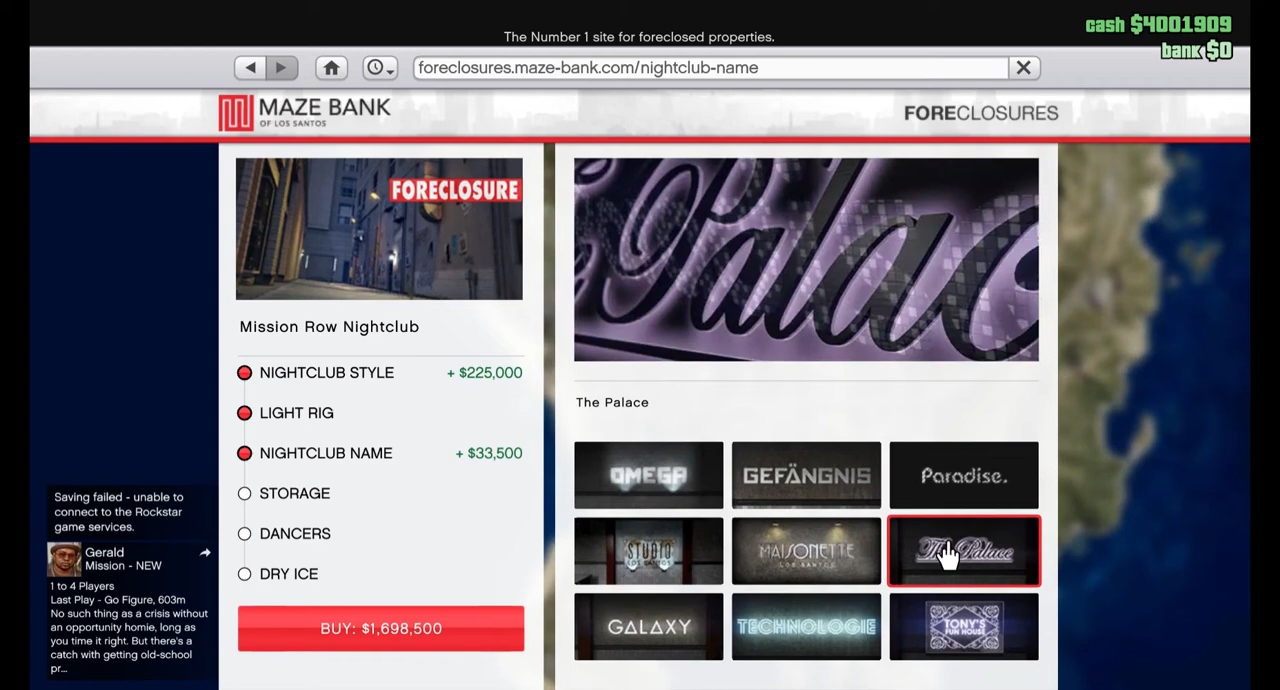 The Number 1 site for foreclosed properties.
cash $4001909
bank $0
foreclosures.maze-bank.com/nightclub-name
MAZE BANK
OF LOS SANTOS
FORECLOSURES
FORECLOSURE
The Palac
Mission Row Nightclub
NIGHTCLUB STYLE + $225,000
LIGHT RIG
NIGHTCLUB NAME + $33,500
STORAGE
DANCERS
DRY ICE
BUY: $1,698,500
The Palace
OMEGA
GEFÄNGNIS
Paradise.
STUDIO
LOS SANTOS
MAISONETTE
LOS SANTOS
The Palace
GALAXY
TECHNOLOGIE
TONY'S
FUN HOUSE
Saving failed - unable to
connect to the Rockstar
game services.
Gerald
Mission - NEW
1 to 4 Players
Last Play - Go Figure, 603m
No such thing as a crisis without
an opportunity homie, long as
you time it right. But there's a
catch with getting old-school
pr...